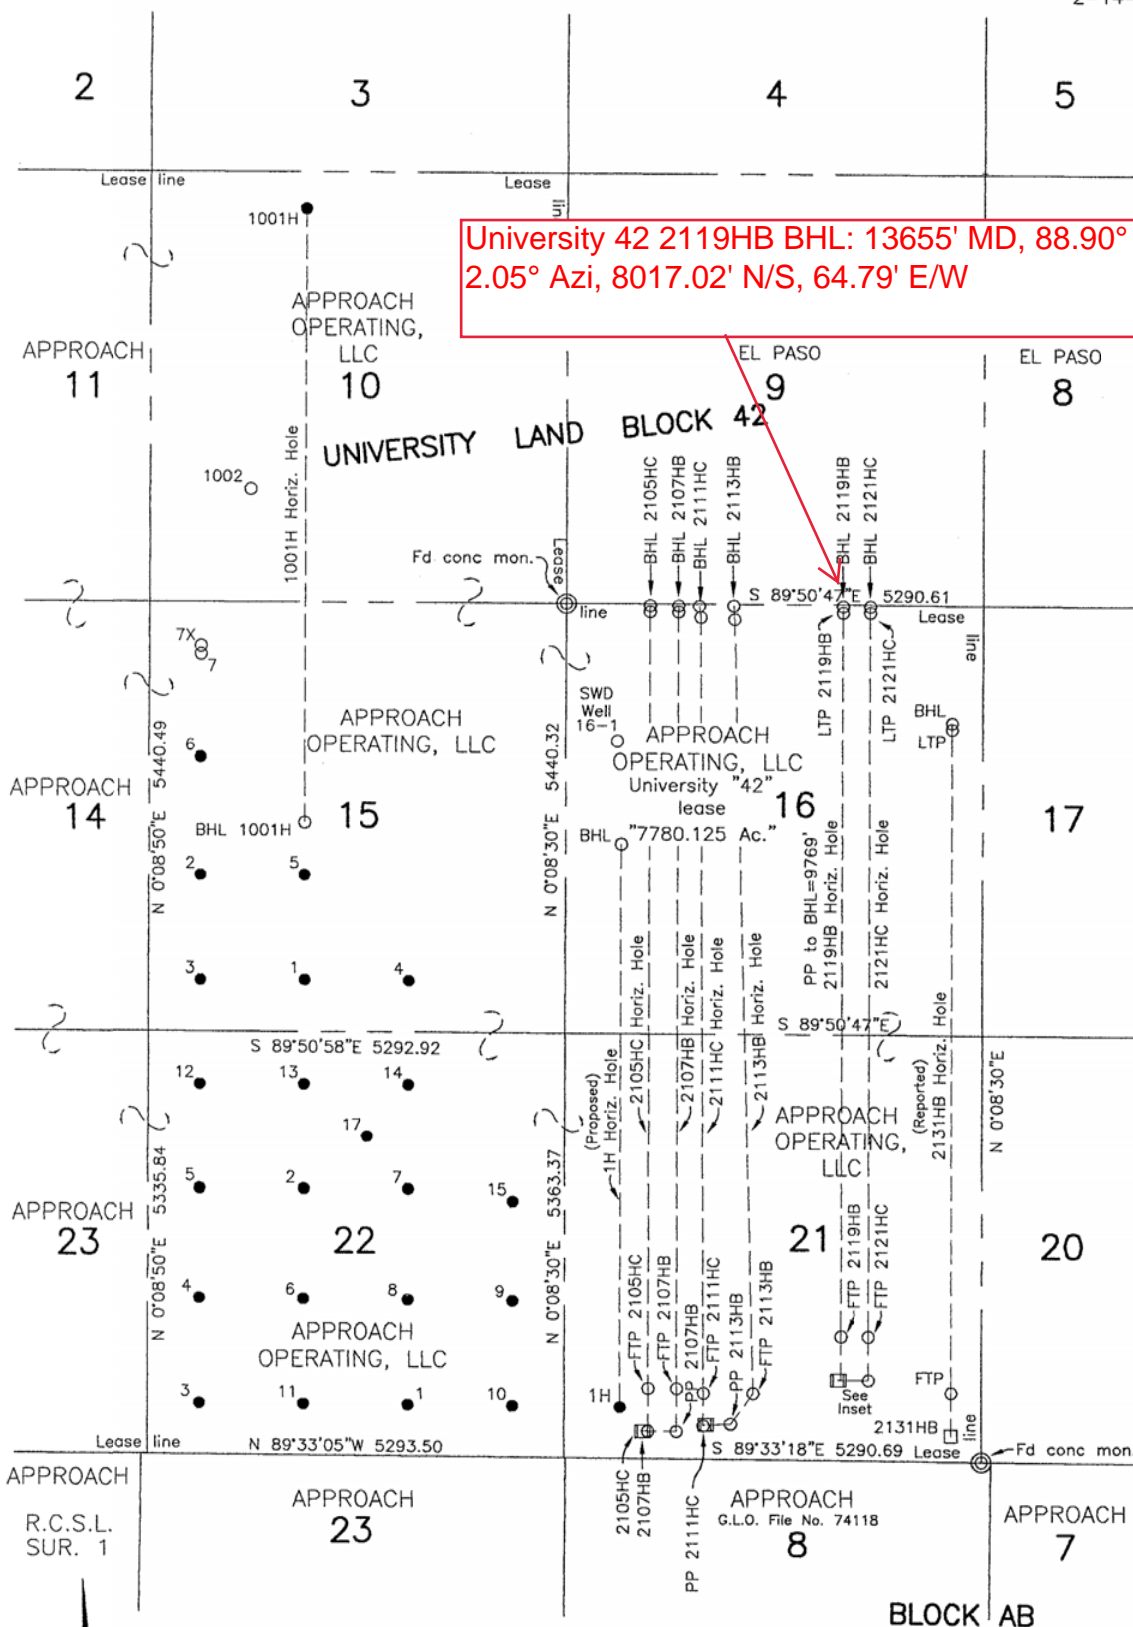 2
3
4
5
Lease line
Lease
line
1001H
University 42 2119HB BHL: 13655' MD, 88.90°
2.05° Azi, 8017.02' N/S, 64.79' E/W
APPROACH
OPERATING,
LLC
10
APPROACH
11
EL PASO
9
EL PASO
8
UNIVERSITY LAND BLOCK 42
1002
1001H Horiz. Hole
BHL 2105HC
BHL 2107HB
BHL 2111HC
BHL 2113HB
BHL 2119HB
BHL 2121HC
Fd conc mon.
Lease
line
S 89°50'47"E 5290.61
Lease
line
7X
7
SWD
Well
16-1
LTP 2119HB
LTP 2121HC
BHL
LTP
6
APPROACH
OPERATING, LLC
APPROACH
OPERATING, LLC
University "42"
lease
"7780.125 Ac."
16
APPROACH
14
N 0°08'50"E 5440.49
N 0°08'30"E 5440.32
BHL 1001H
15
BHL
17
2
5
PP to BHL=9769'
2119HB Horiz. Hole
2121HC Horiz. Hole
3
1
4
S 89°50'58"E 5292.92
S 89°50'47"E
12
13
14
17
(Proposed)
1H Horiz. Hole
2105HC Horiz. Hole
2107HB Horiz. Hole
2111HC Horiz. Hole
2113HB Horiz. Hole
(Reported)
2131HB Horiz. Hole
N 0°08'30"E
APPROACH
OPERATING,
LLC
5
2
7
15
APPROACH
23
22
21
20
N 0°08'50"E 5335.84
N 0°08'30"E 5363.37
4
6
8
9
APPROACH
OPERATING, LLC
FTP 2105HC
FTP 2107HB
PP 2107HB
FTP 2111HC
PP 2113HB
FTP 2113HB
FTP 2119HB
FTP 2121HC
3
11
1
10
1H
See
Inset
FTP
2131HB
Lease line
N 89°33'05"W 5293.50
S 89°33'18"E 5290.69
Lease
line
Fd conc mon.
2105HC
2107HB
PP 2111HC
APPROACH
R.C.S.L.
SUR. 1
APPROACH
23
APPROACH
G.L.O. File No. 74118
8
APPROACH
7
BLOCK AB